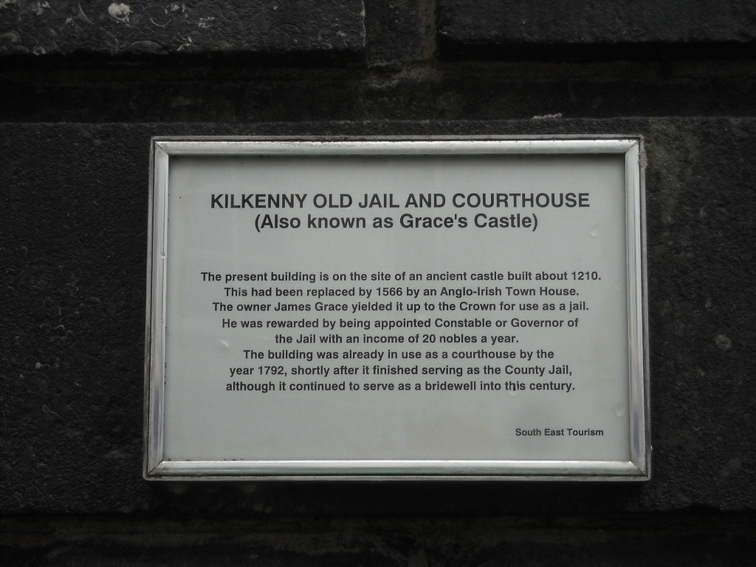 KILKENNY OLD JAIL AND COURTHOUSE
(Also known as Grace's Castle)
The present building is on the site of an ancient castle built about 1210.
This had been replaced by 1566 by an Anglo-Irish Town House.
The owner James Grace yielded it up to the Crown for use as a jail.
He was rewarded by being appointed Constable or Governor of
the Jail with an income of 20 nobles a year.
The building was already in use as a courthouse by the
year 1792, shortly after it finished serving as the County Jail,
although it continued to serve as a bridewell into this century.
South East Tourism